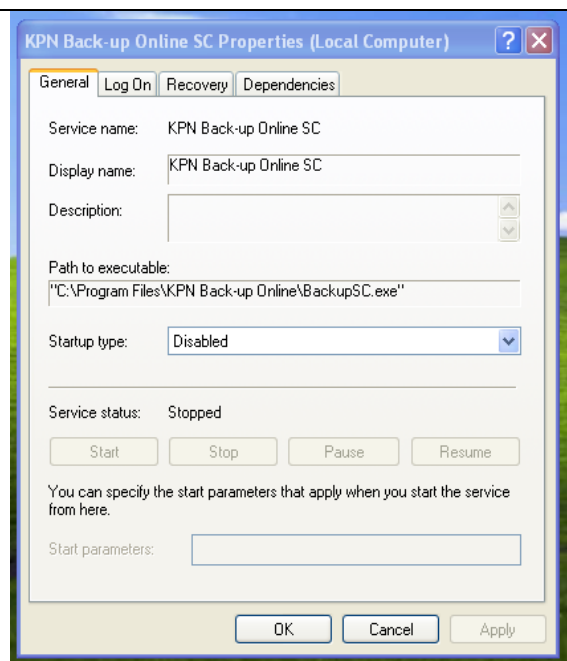 KPN Back-up Online SC Properties (Local Computer)
General Log On Recovery Dependencies
Service name: KPN Back-up Online SC
Display name: KPN Back-up Online SC
Description:
Path to executable:
"C:\Program Files\KPN Back-up Online\BackupSC.exe"
Startup type: Disabled
Service status: Stopped
Start Stop Pause Resume
You can specify the start parameters that apply when you start the service
from here.
Start parameters:
OK Cancel Apply